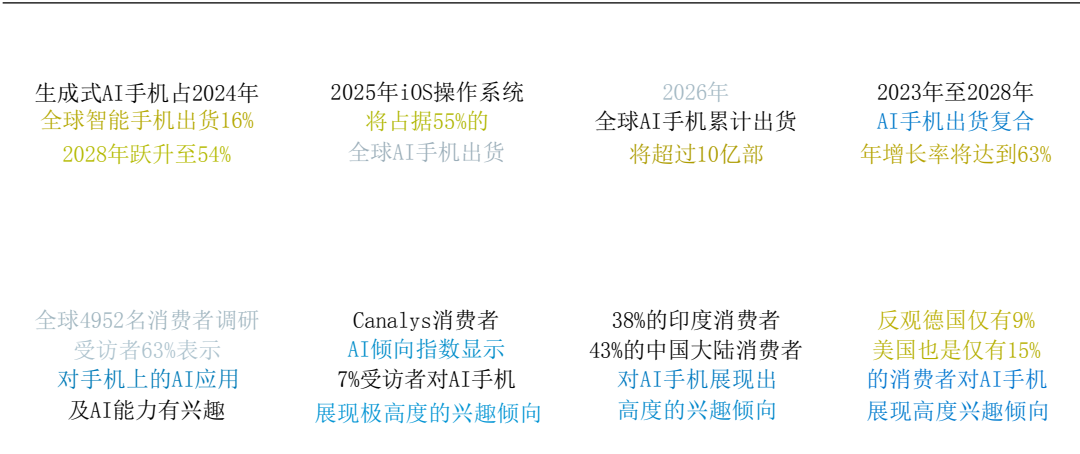 生成式AI手机占2024年
全球智能手机出货16%
2028年跃升至54%
2025年iOS操作系统
将占据55%的
全球AI手机出货
2026年
全球AI手机累计出货
将超过10亿部
2023年至2028年
AI手机出货复合
年增长率将达到63%
全球4952名消费者调研
受访者63%表示
对手机上的AI应用
及AI能力有兴趣
Canalys消费者
AI倾向指数显示
7%受访者对AI手机
展现极高度的兴趣倾向
38%的印度消费者
43%的中国大陆消费者
对AI手机展现出
高度的兴趣倾向
反观德国仅有9%
美国也是仅有15%
的消费者对AI手机
展现高度兴趣倾向